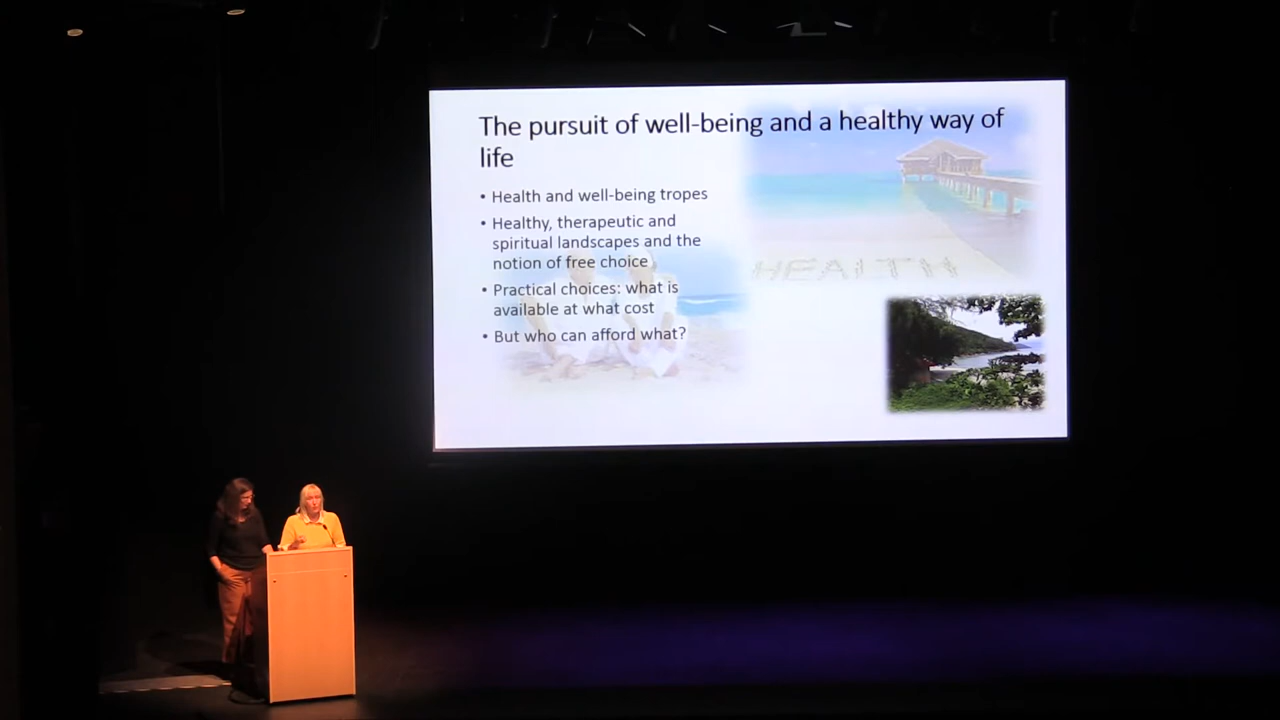 The pursuit of well-being and a healthy way of
life
• Health and well-being tropes
• Healthy, therapeutic and
spiritual landscapes and the
notion of free choice
• Practical choices: what is
available at what cost
• But who can afford what?
HEALTH